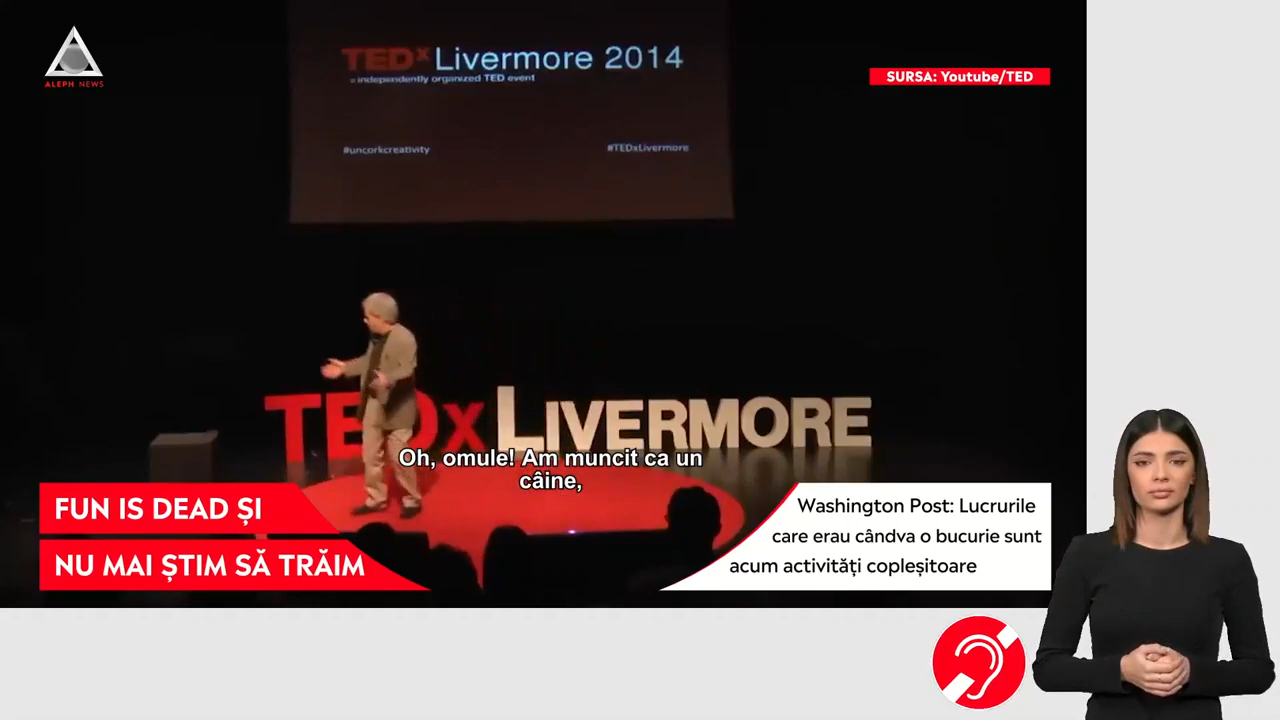 TEDx Livermore 2014
a independently organized TED event
SURSA: Youtube/TED
ALEPH NEWS
#uncorkcreativity
#TEDxLivermore
TEDx LIVERMORE
Oh, omule! Am muncit ca un
câine,
FUN IS DEAD ȘI
NU MAI ȘTIM SĂ TRĂIM
Washington Post: Lucrurile
care erau cândva o bucurie sunt
acum activități copleșitoare